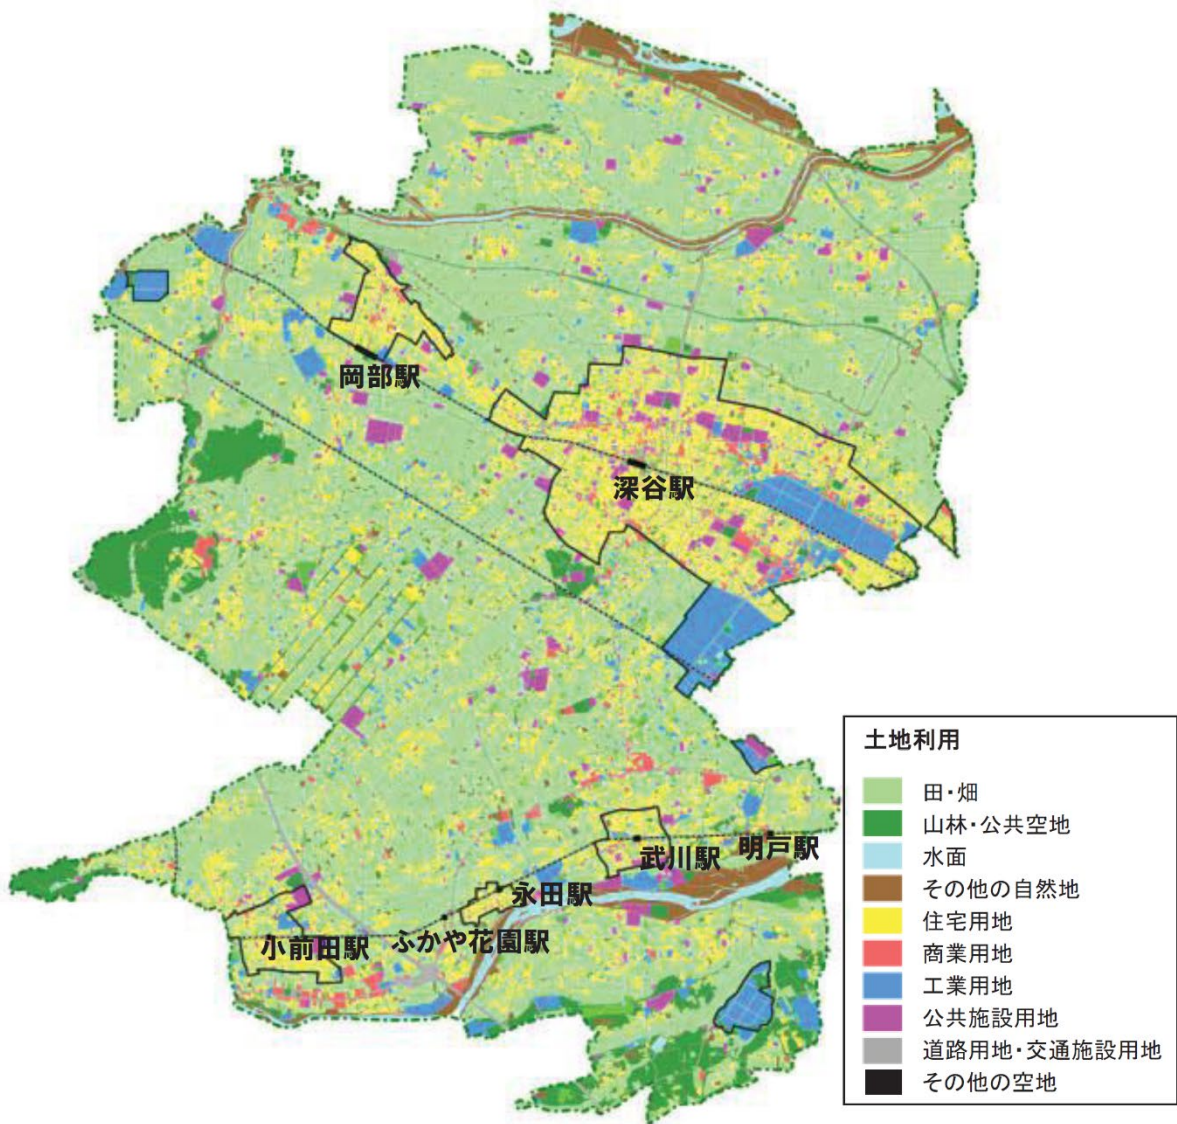 岡部駅
深谷駅
武川駅
明戸駅
永田駅
ふかや花園駅
小前田駅
土地利用
田・畑
山林・公共空地
水面
その他の自然地
住宅用地
商業用地
工業用地
公共施設用地
道路用地・交通施設用地
その他の空地